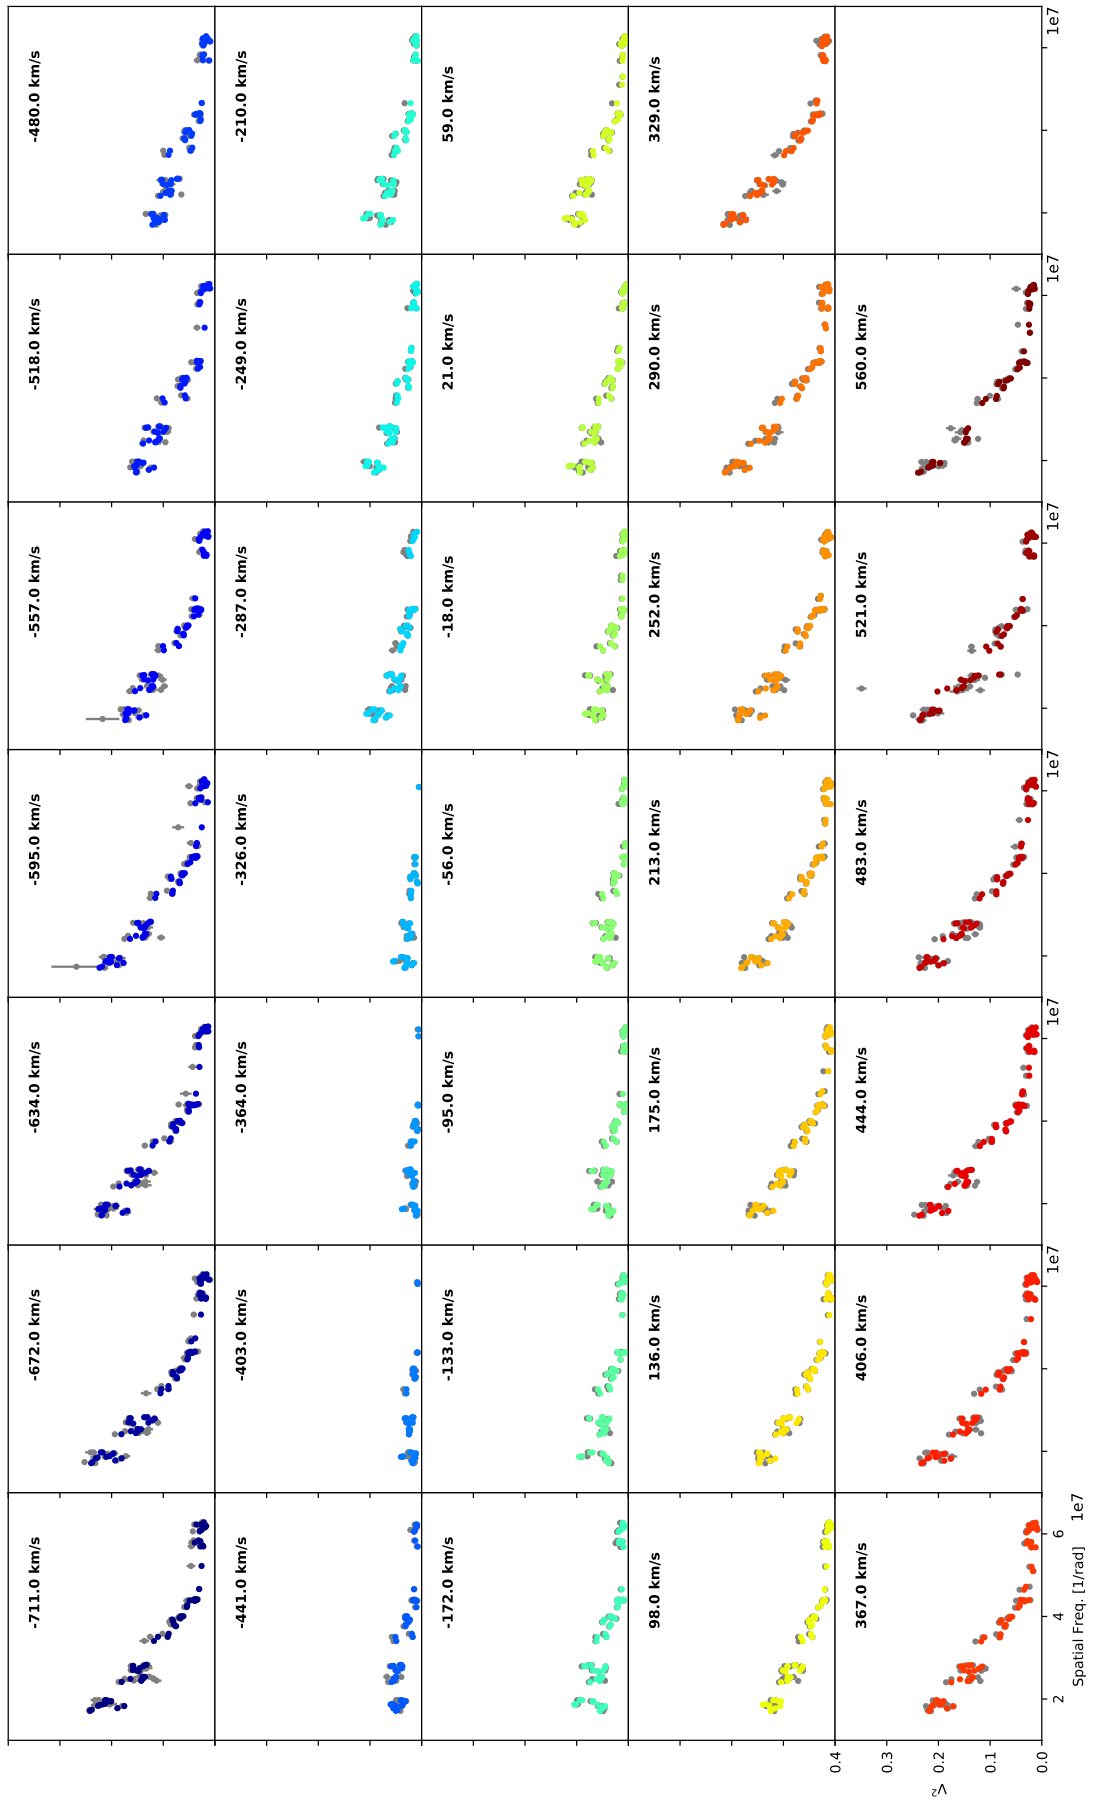 -711.0 km/s
-672.0 km/s
-634.0 km/s
-595.0 km/s
-557.0 km/s
-518.0 km/s
-480.0 km/s
-441.0 km/s
-403.0 km/s
-364.0 km/s
-326.0 km/s
-287.0 km/s
-249.0 km/s
-210.0 km/s
-172.0 km/s
-133.0 km/s
-95.0 km/s
-56.0 km/s
-18.0 km/s
21.0 km/s
59.0 km/s
98.0 km/s
136.0 km/s
175.0 km/s
213.0 km/s
252.0 km/s
290.0 km/s
329.0 km/s
367.0 km/s
406.0 km/s
444.0 km/s
483.0 km/s
521.0 km/s
560.0 km/s
0.4
0.3
0.2
0.1
0.0
V²
2 4 6
1e7
1e7
1e7
1e7
1e7
1e7
1e7
Spatial Freq. [1/rad]